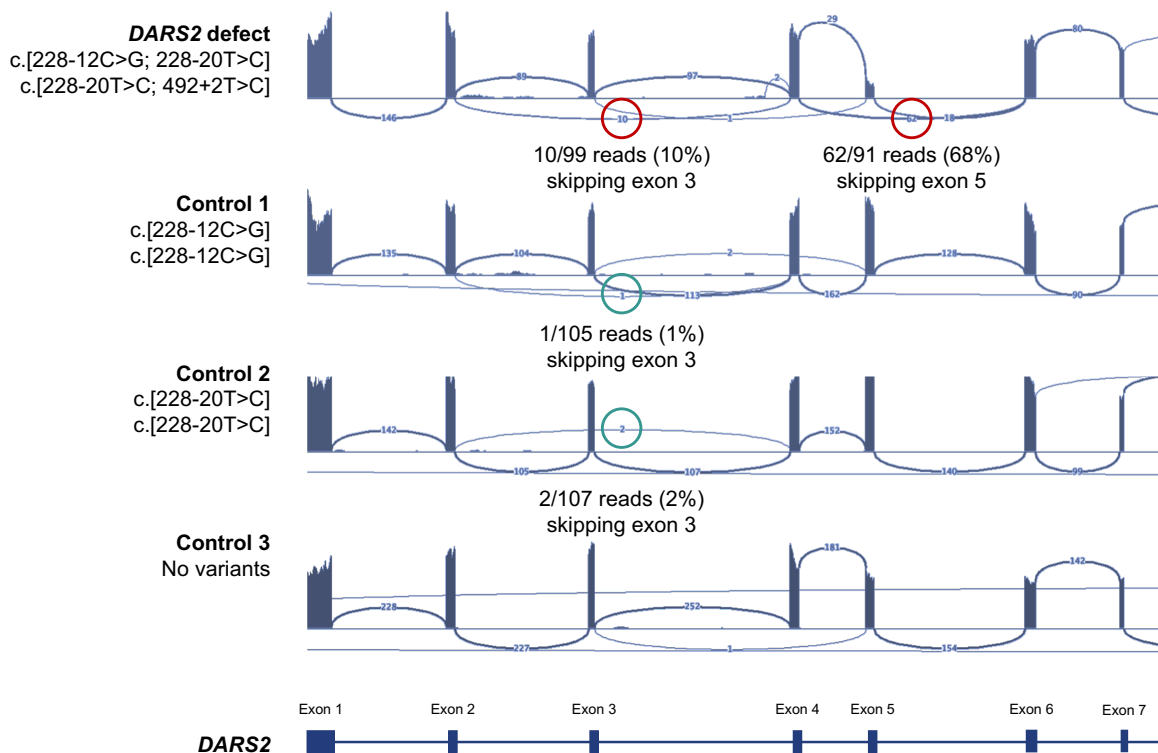 DARS2 defect
c.[228-12C>G; 228-20T>C]
c.[228-20T>C; 492+2T>C]
146
89
10
97
2
1
29
62
18
80
10/99 reads (10%)
skipping exon 3
62/91 reads (68%)
skipping exon 5
Control 1
c.[228-12C>G]
c.[228-12C>G]
135
104
1
113
2
162
128
90
1/105 reads (1%)
skipping exon 3
Control 2
c.[228-20T>C]
c.[228-20T>C]
142
105
2
107
152
140
99
2/107 reads (2%)
skipping exon 3
Control 3
No variants
228
227
252
1
181
154
142
Exon 1 Exon 2 Exon 3 Exon 4 Exon 5 Exon 6 Exon 7
DARS2